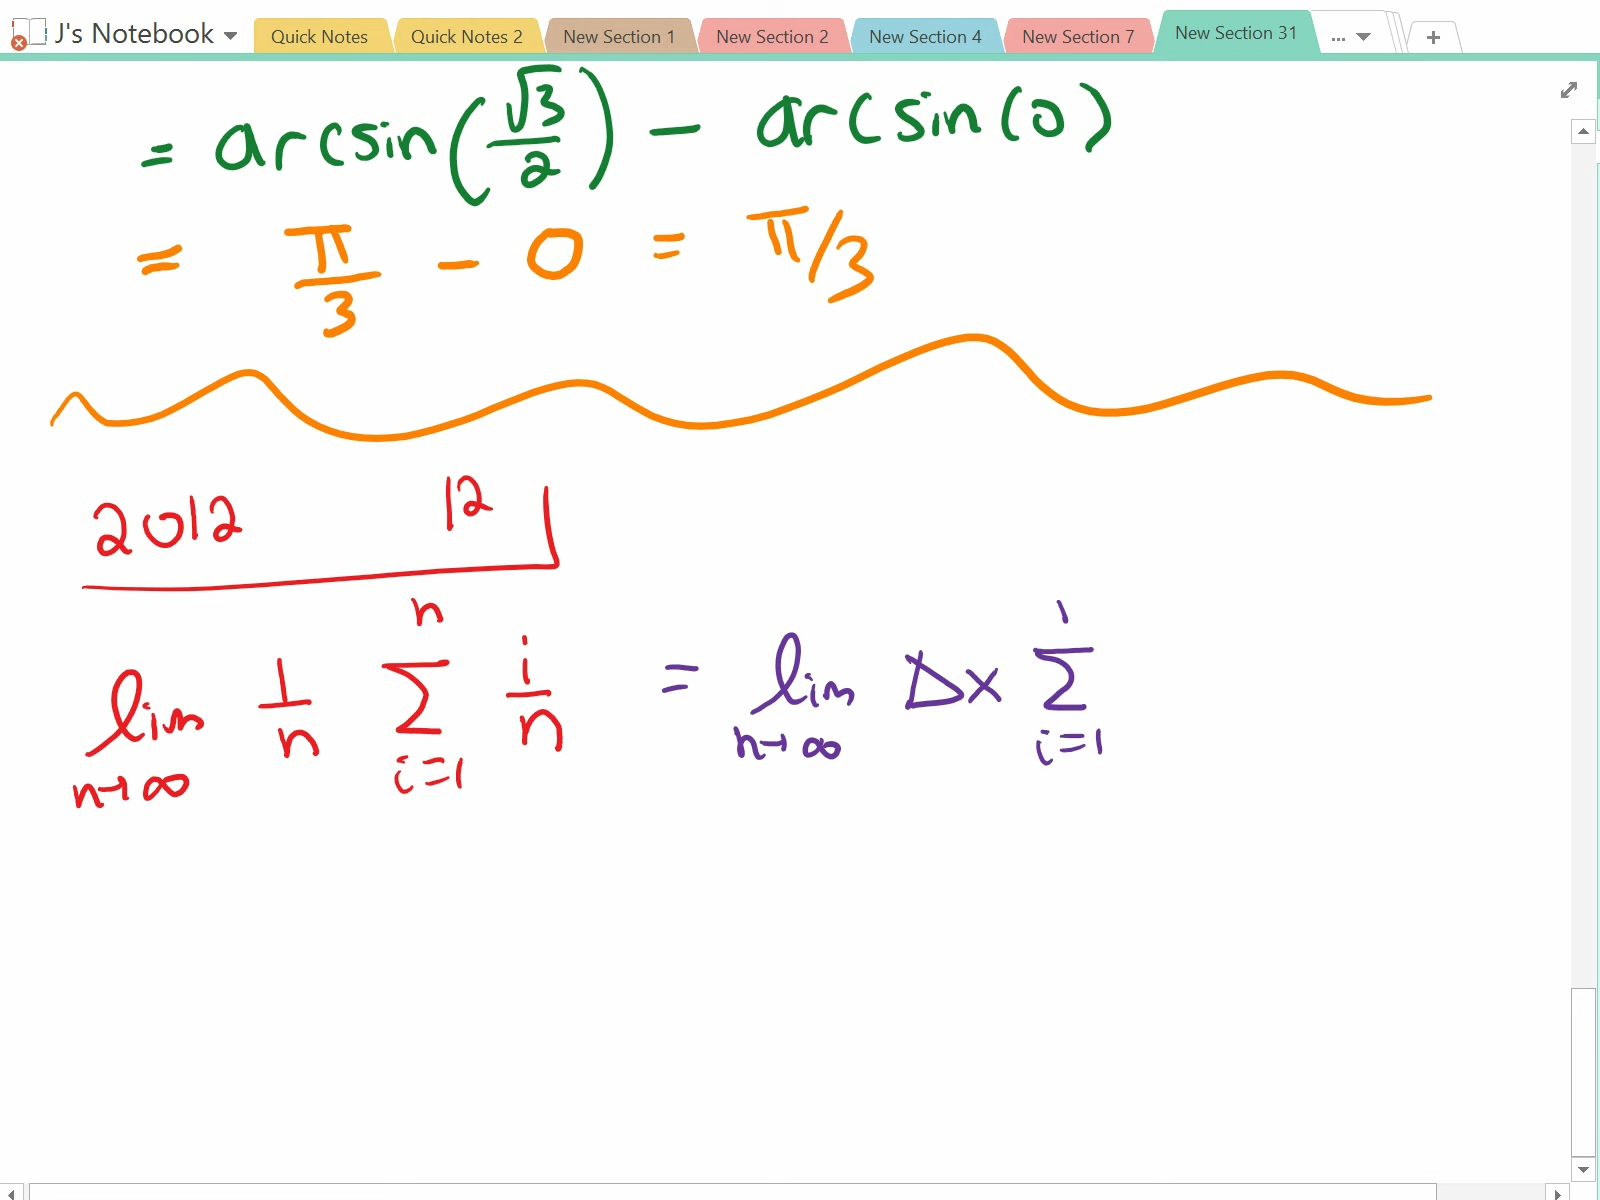 J's Notebook Quick Notes Quick Notes 2 New Section 1 New Section 2 New Section 4 New Section 7 New Section 31 ... +
= arcsin(√3/2) − arcsin(0)
= π/3 − 0 = π/3
2012 12
lim n→∞ 1/n Σ i=1 n i/n = lim n→∞ Δx Σ i=1